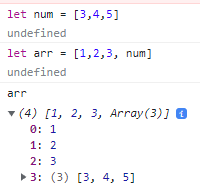 let num = [3,4,5]
undefined
let arr = [1,2,3, num]
undefined
arr
(4) [1, 2, 3, Array(3)] i
0: 1
1: 2
2: 3
3: (3) [3, 4, 5]